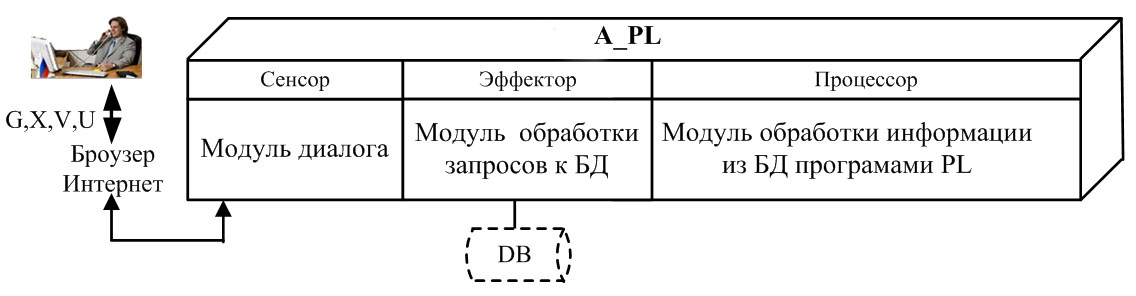 A_PL
Сенсор
Эффектор
Процессор
G,X,V,U
Броузер
Интернет
Модуль диалога
Модуль обработки
запросов к БД
Модуль обработки информации
из БД програмами PL
DB